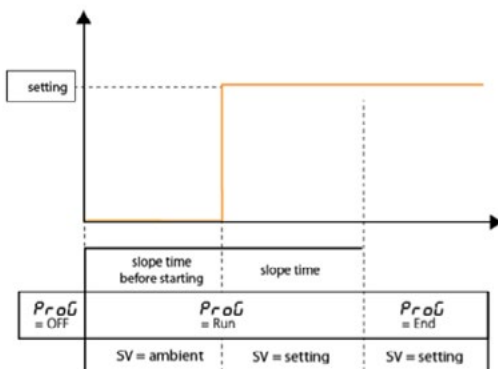 setting
slope time
before starting
slope time
ProG
= OFF
ProG
= Run
ProG
= End
SV = ambient
SV = setting
SV = setting